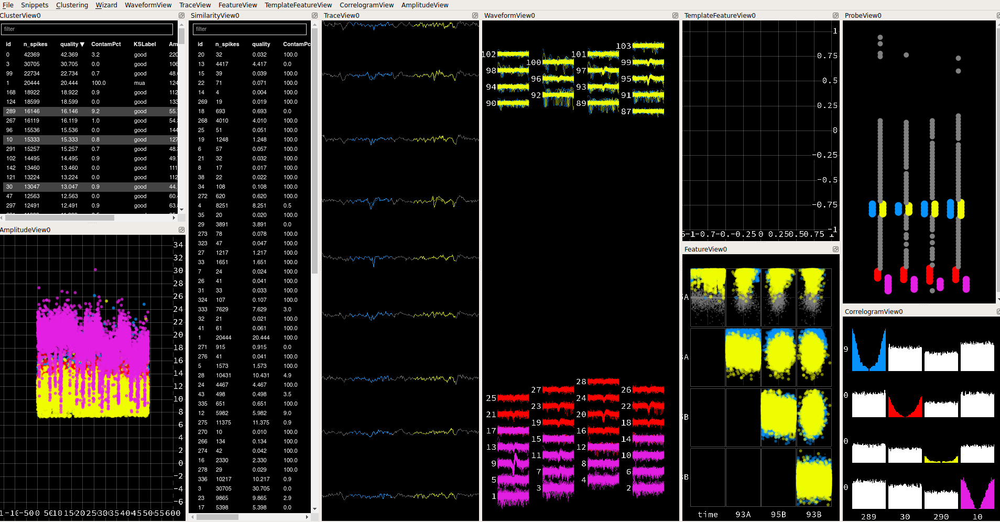 File Snippets Clustering Wizard WaveformView TraceView FeatureView TemplateFeatureView CorrelogramView AmplitudeView
ClusterView0
filter
id n_spikes quality ▼ ContamPct KSLabel Am
0 42369 42.369 3.2 good 220
3 30705 30.705 0.0 good 106
99 22734 22.734 0.7 good 48.
1 20444 20.444 100.0 mua 124
168 18922 18.922 0.9 good 112
124 18599 18.599 0.0 good 133
289 16146 16.146 9.2 good 55.
267 16119 16.119 1.0 good 54.
96 15536 15.536 0.0 good 144
10 15333 15.333 0.8 good 127
291 15257 15.257 0.7 good 48.
102 14495 14.495 0.9 good 49.
142 13460 13.460 0.0 good 111
121 13224 13.224 0.0 good 112
30 13047 13.047 0.9 good 44.
47 12563 12.563 0.0 good 60.
297 12491 12.491 0.9 good 63.
AmplitudeView0
34
32
30
28
26
24
22
20
18
16
14
12
10
8
6
4
2
0
−2
−4
−6
SimilarityView0
filter
id n_spikes quality ContamPc
20 32 0.032 100.0
13 4417 4.417 0.0
15 39 0.039 100.0
22 71 0.071 100.0
14 4 0.004 100.0
269 19 0.019 100.0
18 693 0.693 0.0
268 4010 4.010 100.0
25 51 0.051 100.0
19 1248 1.248 100.0
6 57 0.057 100.0
21 32 0.032 100.0
8 17 0.017 100.0
38 22 0.022 100.0
34 108 0.108 100.0
272 620 0.620 100.0
4 8251 8.251 0.5
35 20 0.020 100.0
29 3891 3.891 0.0
273 78 0.078 100.0
323 47 0.047 100.0
27 1217 1.217 100.0
33 1651 1.651 100.0
7 24 0.024 100.0
26 41 0.041 100.0
31 33 0.033 100.0
324 107 0.107 100.0
333 7629 7.629 3.0
32 21 0.021 100.0
41 61 0.061 100.0
1 20444 20.444 100.0
271 915 0.915 0.0
276 41 0.041 100.0
5 1573 1.573 100.0
28 10431 10.431 4.9
24 4467 4.467 100.0
43 498 0.498 3.5
335 651 0.651 100.0
12 5982 5.982 9.0
275 11375 11.375 0.9
270 10 0.010 100.0
266 134 0.134 100.0
274 42 0.042 100.0
16 2330 2.330 100.0
278 29 0.029 100.0
336 10217 10.217 0.9
3 30705 30.705 0.0
23 9865 9.865 2.9
17 5398 5.398 0.0
TraceView0
WaveformView0
103
102 101
100 99
98 97
96 95
94 93
92 91
90 89
87
28
27 26
25 24
23 22
21 20
19 18
17 16
15 14
13 12
11 10
9 8
7 6
5 4
3 2
1
TemplateFeatureView0
1
0.75
0.5
0.25
0
−0.25
−0.5
−0.75
−1
FeatureView0
A
A
B
B
time 93A 95B 93B
ProbeView0
CorrelogramView0
9
0
0
0
289 30 290 10